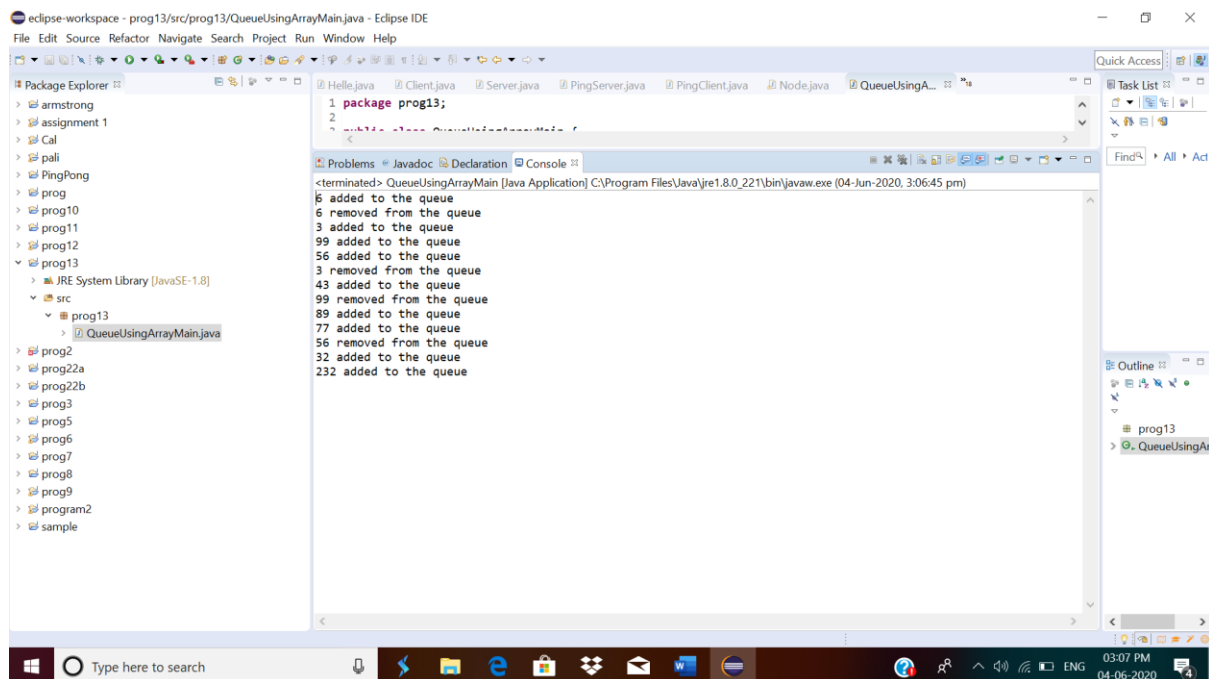 eclipse-workspace - prog13/src/prog13/QueueUsingArrayMain.java - Eclipse IDE
File Edit Source Refactor Navigate Search Project Run Window Help
Quick Access
Package Explorer
armstrong
assignment 1
Cal
pali
PingPong
prog
prog10
prog11
prog12
prog13
JRE System Library [JavaSE-1.8]
src
prog13
QueueUsingArrayMain.java
prog2
prog22a
prog22b
prog3
prog5
prog6
prog7
prog8
prog9
program2
sample
Helle.java Client.java Server.java PingServer.java PingClient.java Node.java QueueUsingA... »18
1 package prog13;
2
3 public class QueueUsingArrayMain {
Problems Javadoc Declaration Console
<terminated> QueueUsingArrayMain [Java Application] C:\Program Files\Java\jre1.8.0_221\bin\javaw.exe (04-Jun-2020, 3:06:45 pm)
6 added to the queue
6 removed from the queue
3 added to the queue
99 added to the queue
56 added to the queue
3 removed from the queue
43 added to the queue
99 removed from the queue
89 added to the queue
77 added to the queue
56 removed from the queue
32 added to the queue
232 added to the queue
Task List
Find All Act
Outline
prog13
QueueUsingAr
Type here to search
ENG
03:07 PM
04-06-2020
4